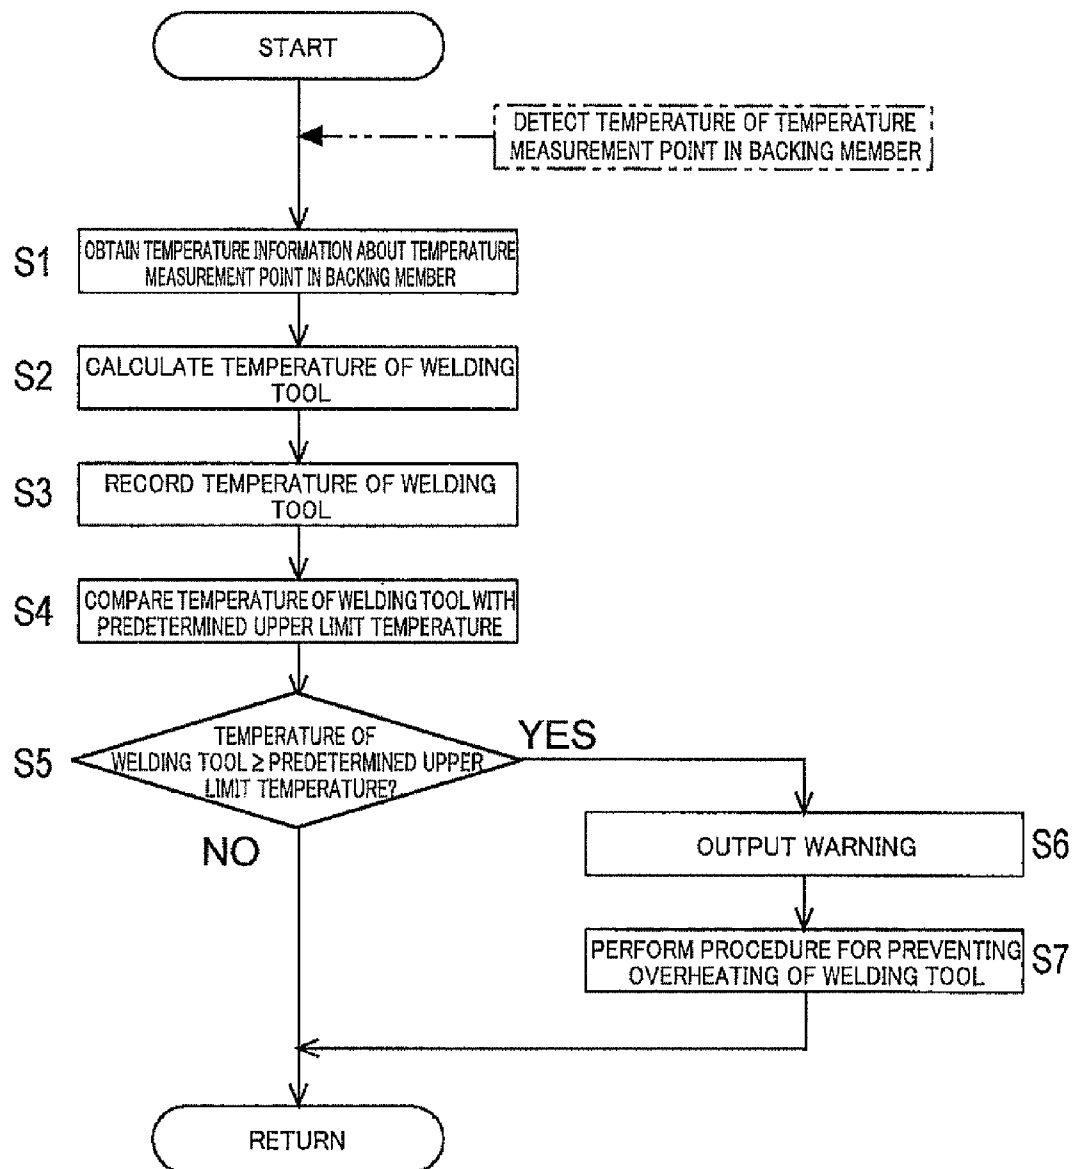 START
DETECT TEMPERATURE OF TEMPERATURE
MEASUREMENT POINT IN BACKING MEMBER
S1
OBTAIN TEMPERATURE INFORMATION ABOUT TEMPERATURE
MEASUREMENT POINT IN BACKING MEMBER
S2
CALCULATE TEMPERATURE OF WELDING
TOOL
S3
RECORD TEMPERATURE OF WELDING
TOOL
S4
COMPARE TEMPERATURE OF WELDING TOOL WITH
PREDETERMINED UPPER LIMIT TEMPERATURE
S5
TEMPERATURE OF
WELDING TOOL ≥ PREDETERMINED UPPER
LIMIT TEMPERATURE?
YES
NO
OUTPUT WARNING
S6
PERFORM PROCEDURE FOR PREVENTING
OVERHEATING OF WELDING TOOL
S7
RETURN